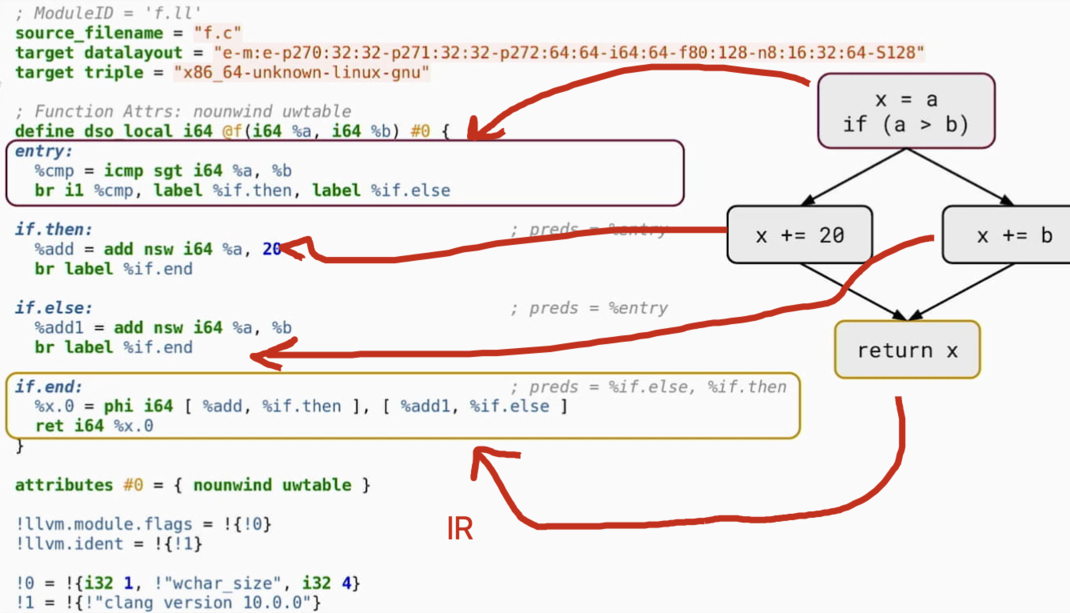 ; ModuleID = 'f.ll'
source_filename = "f.c"
target datalayout = "e-m:e-p270:32:32-p271:32:32-p272:64:64-i64:64-f80:128-n8:16:32:64-S128"
target triple = "x86_64-unknown-linux-gnu"
; Function Attrs: nounwind uwtable
define dso_local i64 @f(i64 %a, i64 %b) #0 {
entry:
%cmp = icmp sgt i64 %a, %b
br i1 %cmp, label %if.then, label %if.else
if.then: ; preds = %entry
%add = add nsw i64 %a, 20
br label %if.end
if.else: ; preds = %entry
%add1 = add nsw i64 %a, %b
br label %if.end
if.end: ; preds = %if.else, %if.then
%x.0 = phi i64 [ %add, %if.then ], [ %add1, %if.else ]
ret i64 %x.0
}
attributes #0 = { nounwind uwtable }
!llvm.module.flags = !{!0}
!llvm.ident = !{!1}
!0 = !{i32 1, !"wchar_size", i32 4}
!1 = !{!"clang version 10.0.0"}
x = a
if (a > b)
x += 20
x += b
return x
IR